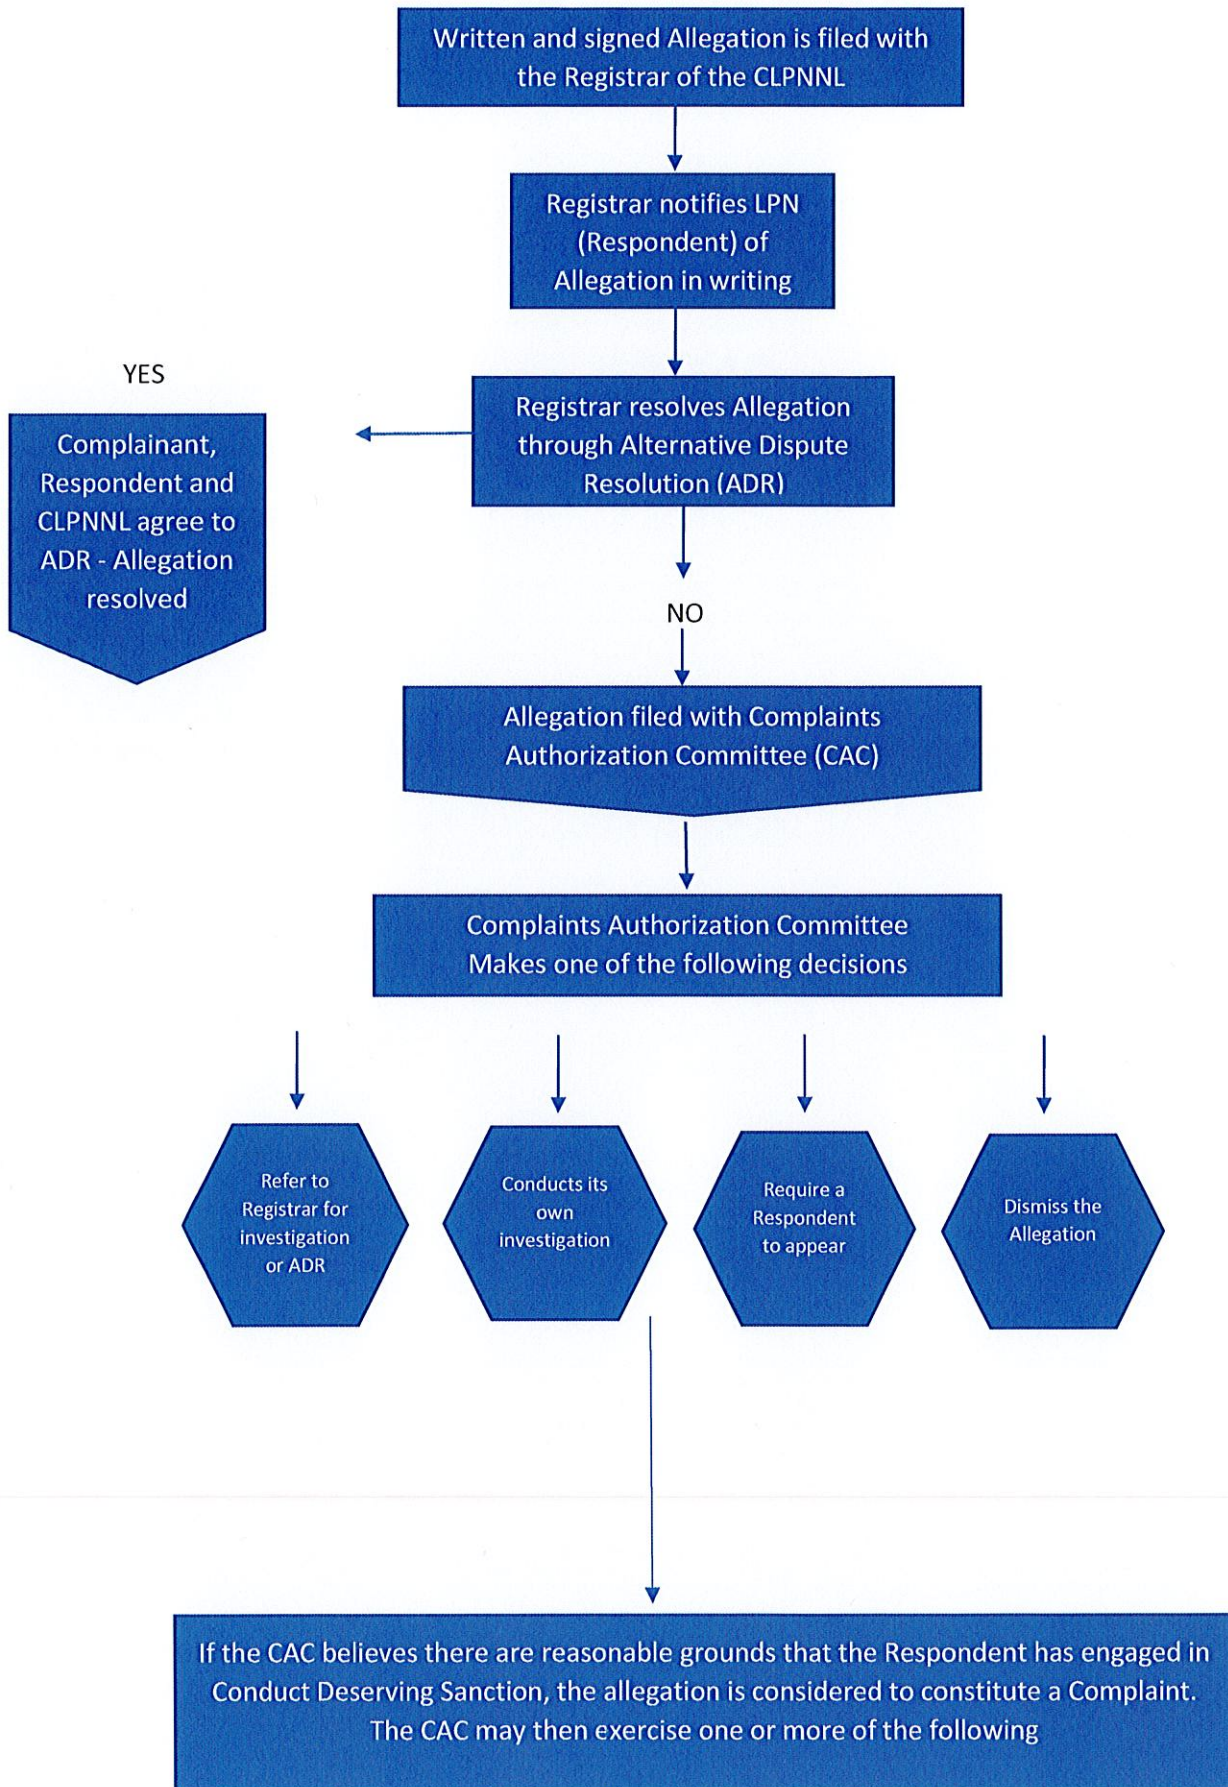 Written and signed Allegation is filed with
the Registrar of the CLPNNL
Registrar notifies LPN
(Respondent) of
Allegation in writing
YES
Complainant,
Respondent and
CLPNNL agree to
ADR - Allegation
resolved
Registrar resolves Allegation
through Alternative Dispute
Resolution (ADR)
NO
Allegation filed with Complaints
Authorization Committee (CAC)
Complaints Authorization Committee
Makes one of the following decisions
Refer to
Registrar for
investigation
or ADR
Conducts its
own
investigation
Require a
Respondent
to appear
Dismiss the
Allegation
If the CAC believes there are reasonable grounds that the Respondent has engaged in
Conduct Deserving Sanction, the allegation is considered to constitute a Complaint.
The CAC may then exercise one or more of the following